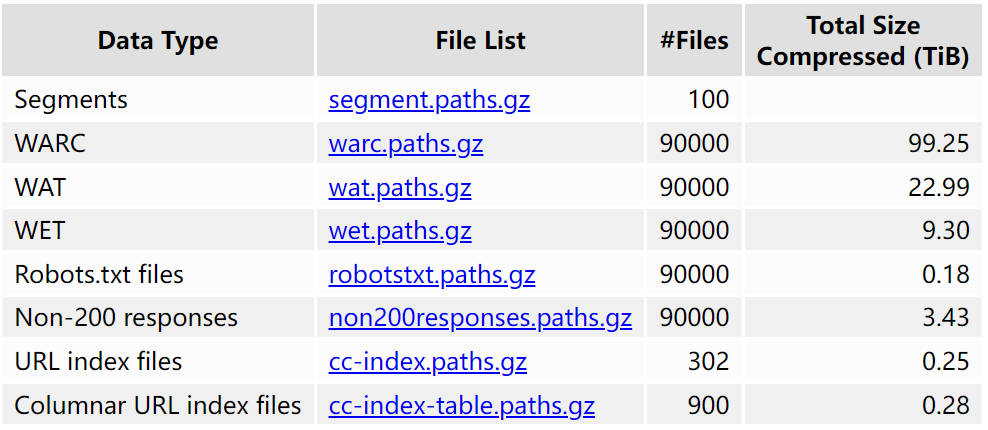 Data Type File List #Files Total Size Compressed (TiB)
Segments segment.paths.gz 100
WARC warc.paths.gz 90000 99.25
WAT wat.paths.gz 90000 22.99
WET wet.paths.gz 90000 9.30
Robots.txt files robotstxt.paths.gz 90000 0.18
Non-200 responses non200responses.paths.gz 90000 3.43
URL index files cc-index.paths.gz 302 0.25
Columnar URL index files cc-index-table.paths.gz 900 0.28